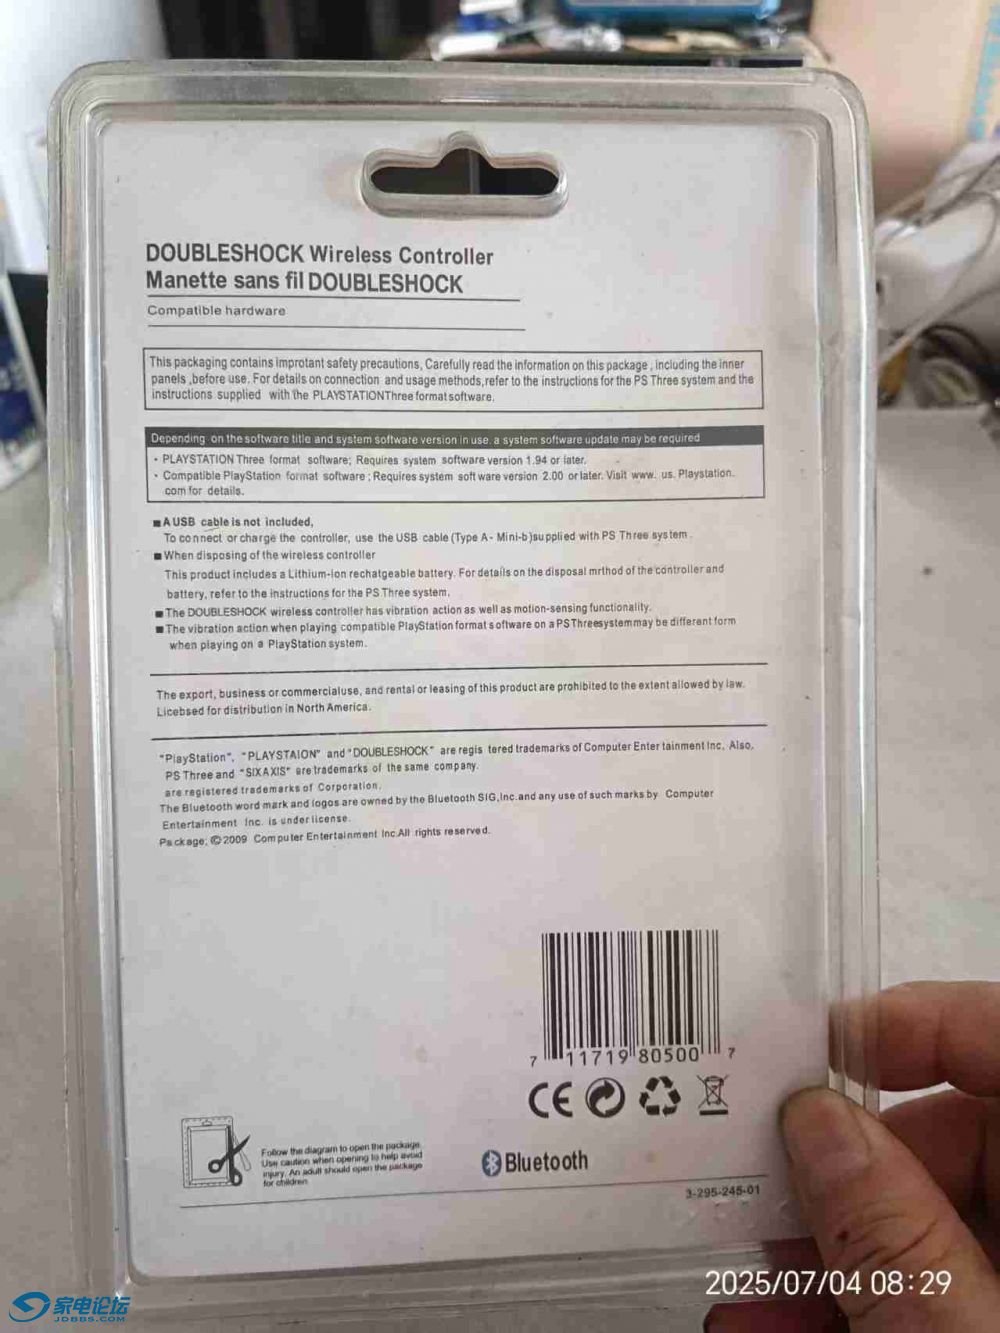 DOUBLESHOCK Wireless Controller
Manette sans fil DOUBLESHOCK
Compatible hardware
This packaging contains improtant safety precautions, Carefully read the information on this package , including the inner
panels ,before use. For details on connection and usage methods,refer to the instructions for the PS Three system and the
instructions supplied with the PLAYSTATIONThree format software.
Depending on the software title and system software version in use. a system software update may be required
· PLAYSTATION Three format software; Requires system software version 1.94 or later.
· Compatible PlayStation format software ; Requires system soft ware version 2.00 or later. Visit www. us. Playstation.
com for details.
■A USB cable is not included,
To connect or charge the controller, use the USB cable (Type A- Mini-b)supplied with PS Three system .
■When disposing of the wireless controller
This product includes a Lithium-ion rechatgeable battery. For details on the disposal mrthod of the controller and
battery, refer to the instructions for the PS Three system.
■The DOUBLESHOCK wireless controller has vibration action as well as motion-sensing functionality.
■The vibration action when playing compatible PlayStation format software on a PSThreesystem may be different form
when playing on a PlayStation system.
The export, business or commercialuse, and rental or leasing of this product are prohibited to the extent allowed by law.
Licebsed for distribution in North America.
"PlayStation", "PLAYSTAION" and "DOUBLESHOCK" are regis tered trademarks of Computer Enter tainment Inc. Also,
PS Three and "SIXAXIS" are trademarks of the same company.
are registered trademarks of Corporation.
The Bluetooth word mark and logos are owned by the Bluetooth SIG,Inc.and any use of such marks by Computer
Entertainment Inc. is under license.
Package; ©2009 Computer Entertainment Inc.All rights reserved.
7 11719 80500 7
CE
Follow the diagram to open the package.
Use caution when opening to help avoid
injury. An adult should open the package
for children
Bluetooth
3-295-245-01
2025/07/04 08:29
家电论坛
JDBBS.COM